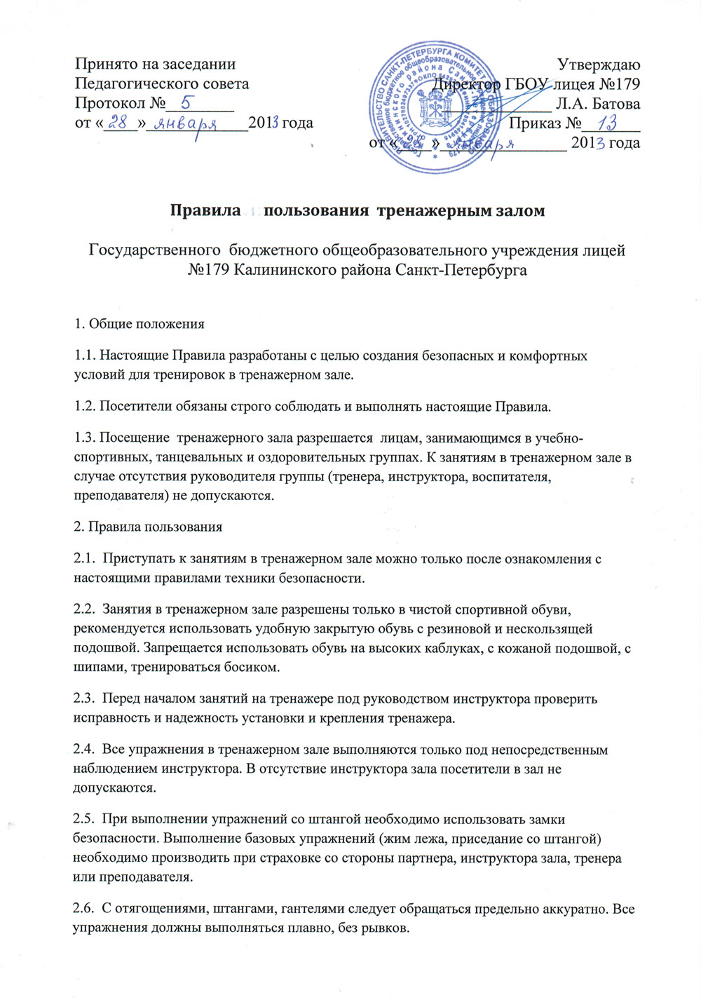 Принято на заседании
Педагогического совета
Протокол № 5
от «28» января 2013 года
Утверждаю
Директор ГБОУ лицея №179
Л.А. Батова
Приказ № 13
от « » января 2013 года
Правила пользования тренажерным залом
Государственного бюджетного общеобразовательного учреждения лицей
№179 Калининского района Санкт-Петербурга
1. Общие положения
1.1. Настоящие Правила разработаны с целью создания безопасных и комфортных
условий для тренировок в тренажерном зале.
1.2. Посетители обязаны строго соблюдать и выполнять настоящие Правила.
1.3. Посещение тренажерного зала разрешается лицам, занимающимся в учебно-
спортивных, танцевальных и оздоровительных группах. К занятиям в тренажерном зале в
случае отсутствия руководителя группы (тренера, инструктора, воспитателя,
преподавателя) не допускаются.
2. Правила пользования
2.1. Приступать к занятиям в тренажерном зале можно только после ознакомления с
настоящими правилами техники безопасности.
2.2. Занятия в тренажерном зале разрешены только в чистой спортивной обуви,
рекомендуется использовать удобную закрытую обувь с резиновой и нескользящей
подошвой. Запрещается использовать обувь на высоких каблуках, с кожаной подошвой, с
шипами, тренироваться босиком.
2.3. Перед началом занятий на тренажере под руководством инструктора проверить
исправность и надежность установки и крепления тренажера.
2.4. Все упражнения в тренажерном зале выполняются только под непосредственным
наблюдением инструктора. В отсутствие инструктора зала посетители в зал не
допускаются.
2.5. При выполнении упражнений со штангой необходимо использовать замки
безопасности. Выполнение базовых упражнений (жим лежа, приседание со штангой)
необходимо производить при страховке со стороны партнера, инструктора зала, тренера
или преподавателя.
2.6. С отягощениями, штангами, гантелями следует обращаться предельно аккуратно. Все
упражнения должны выполняться плавно, без рывков.